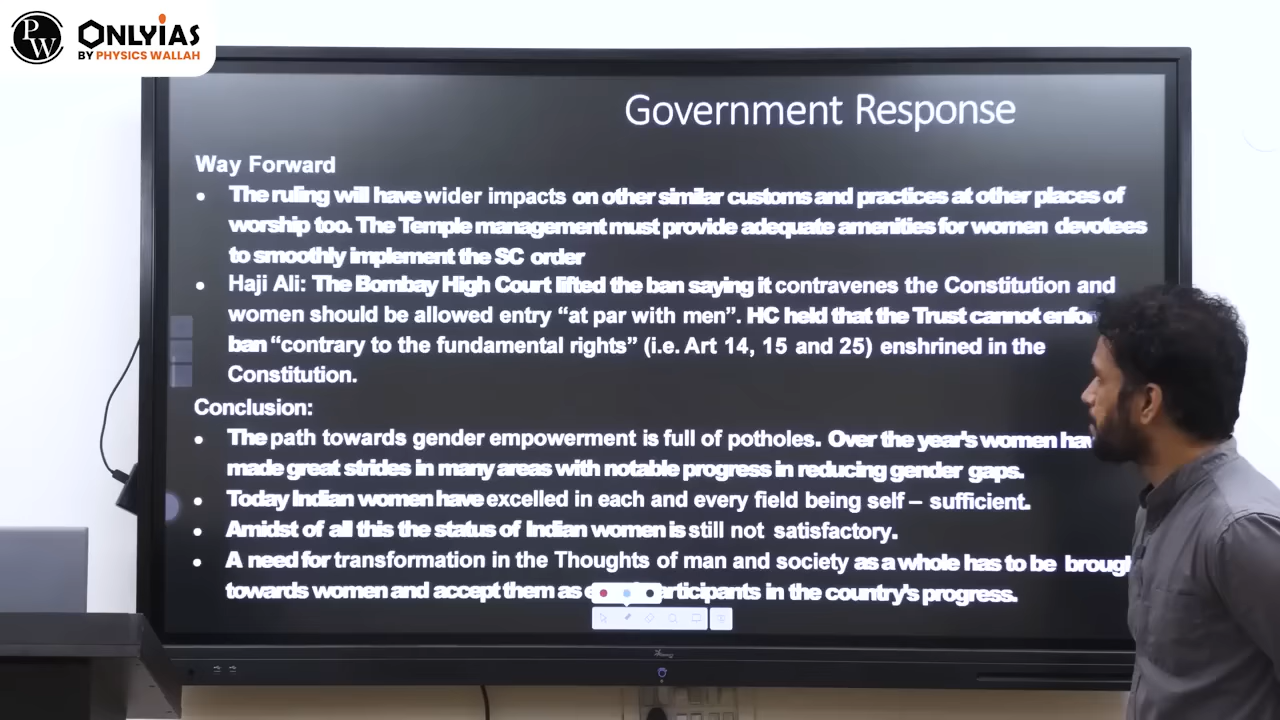 PW
ONLYIAS
BY PHYSICS WALLAH
Government Response
Way Forward
The ruling will have wider impacts on other similar customs and practices at other places of
worship too. The Temple management must provide adequate amenities for women devotees
to smoothly implement the SC order
Haji Ali: The Bombay High Court lifted the ban saying it contravenes the Constitution and
women should be allowed entry “at par with men”. HC held that the Trust cannot
ban “contrary to the fundamental rights” (i.e. Art 14, 15 and 25) enshrined in the
Constitution.
Conclusion:
The path towards gender empowerment is full of potholes. Over the year’s women
made great strides in many areas with notable progress in reducing gender gaps.
Today Indian women have excelled in each and every field being self – sufficient.
Amidst of all this the status of Indian women is still not satisfactory.
A need for transformation in the Thoughts of man and society as a whole has to be
towards women and accept them as in the country’s progress.